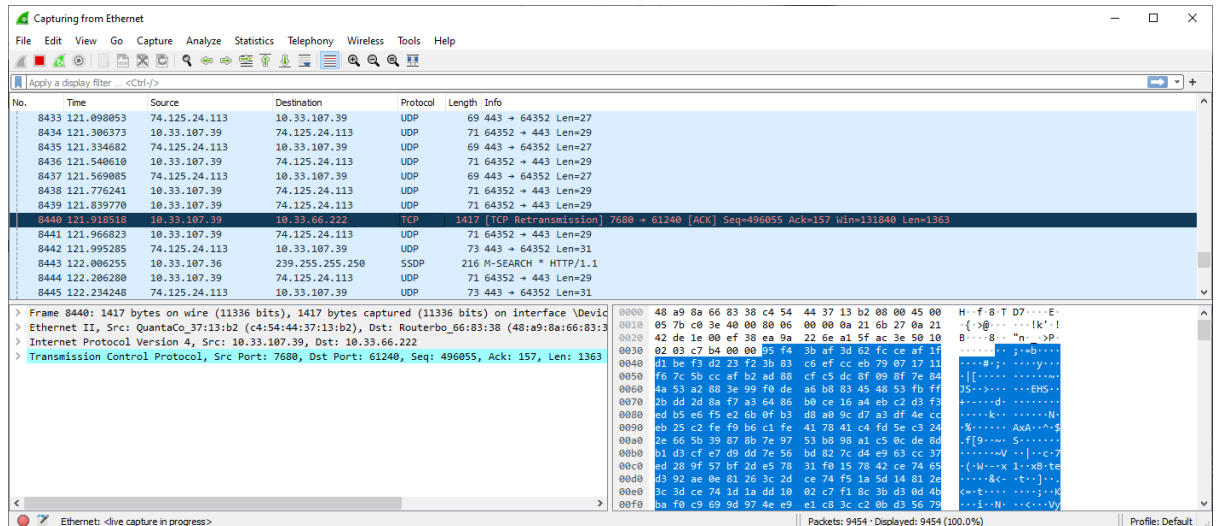 Capturing from Ethernet
File Edit View Go Capture Analyze Statistics Telephony Wireless Tools Help
Apply a display filter ... <Ctrl-/>
No. Time Source Destination Protocol Length Info
8433 121.098053 74.125.24.113 10.33.107.39 UDP 69 443 → 64352 Len=27
8434 121.306373 10.33.107.39 74.125.24.113 UDP 71 64352 → 443 Len=29
8435 121.334682 74.125.24.113 10.33.107.39 UDP 69 443 → 64352 Len=27
8436 121.540610 10.33.107.39 74.125.24.113 UDP 71 64352 → 443 Len=29
8437 121.569085 74.125.24.113 10.33.107.39 UDP 69 443 → 64352 Len=27
8438 121.776241 10.33.107.39 74.125.24.113 UDP 71 64352 → 443 Len=29
8439 121.839770 10.33.107.39 74.125.24.113 UDP 71 64352 → 443 Len=29
8440 121.918518 10.33.107.39 10.33.66.222 TCP 1417 [TCP Retransmission] 7680 → 61240 [ACK] Seq=496055 Ack=157 Win=131840 Len=1363
8441 121.966823 10.33.107.39 74.125.24.113 UDP 71 64352 → 443 Len=29
8442 121.995285 74.125.24.113 10.33.107.39 UDP 73 443 → 64352 Len=31
8443 122.006255 10.33.107.36 239.255.255.250 SSDP 216 M-SEARCH * HTTP/1.1
8444 122.206280 10.33.107.39 74.125.24.113 UDP 71 64352 → 443 Len=29
8445 122.234248 74.125.24.113 10.33.107.39 UDP 73 443 → 64352 Len=31
> Frame 8440: 1417 bytes on wire (11336 bits), 1417 bytes captured (11336 bits) on interface \Devic
> Ethernet II, Src: QuantaCo_37:13:b2 (c4:54:44:37:13:b2), Dst: Routerbo_66:83:38 (48:a9:8a:66:83:3
> Internet Protocol Version 4, Src: 10.33.107.39, Dst: 10.33.66.222
> Transmission Control Protocol, Src Port: 7680, Dst Port: 61240, Seq: 496055, Ack: 157, Len: 1363
0000 48 a9 8a 66 83 38 c4 54 44 37 13 b2 08 00 45 00 H··f·8·T D7····E·
0010 05 7b c0 3e 40 00 80 06 00 00 0a 21 6b 27 0a 21 ·{·>@··· ···!k'·!
0020 42 de 1e 00 ef 38 ea 9a 22 6e a1 5f ac 3e 50 10 B····8·· "n·_·>P·
0030 02 03 c7 b4 00 00 95 f4 3b af 3d 62 fc ce af 1f ········ ;·=b····
0040 d1 be f3 d2 23 f2 3b 83 c6 ef cc eb 79 07 17 11 ····#·;· ····y···
0050 f6 7c 5b cc af b2 ad 88 cf c5 dc 8f 09 8f 7e 84 ·|[····· ······~·
0060 4a 53 a2 88 3e 99 f0 de a6 b8 83 45 48 53 fb ff JS··>··· ···EHS··
0070 2b dd 2d 8a f7 a3 64 86 b0 ce 16 a4 eb c2 d3 f3 +·-···d· ········
0080 ed b5 e6 f5 e2 6b 0f b3 d8 a0 9c d7 a3 df 4e cc ·····k·· ······N·
0090 eb 25 c2 fe f9 b6 c1 fe 41 78 41 c4 fd 5e c3 24 ·%······ AxA··^·$
00a0 2e 66 5b 39 87 8b 7e 97 53 b8 98 a1 c5 0c de 8d .f[9··~· S·······
00b0 b1 d3 cf e7 d9 dd 7e 56 bd 82 7c d4 e9 63 cc 37 ······~V ··|··c·7
00c0 ed 28 9f 57 bf 2d e5 78 31 f0 15 78 42 ce 74 65 ·(·W·-·x 1··xB·te
00d0 d3 92 ae 0e 81 26 3c 2d ce 74 f5 1a 5d 14 81 2e ·····&<- ·t··]··.
00e0 3c 3d ce 74 1d 1a dd 10 02 c7 f1 8c 3b d3 0d 4b <=·t···· ····;··K
00f0 ba f0 c9 69 9d 97 4e e9 e1 c8 3c c2 0b d3 56 79 ···i··N· ··<···Vy
Ethernet: <live capture in progress> Packets: 9454 · Displayed: 9454 (100.0%) Profile: Default